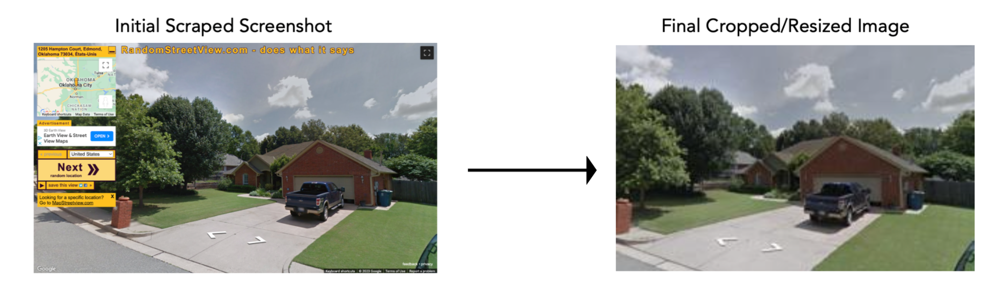 Initial Scraped Screenshot
Final Cropped/Resized Image
1205 Hampton Court, Edmond,
Oklahoma 73034, États-Unis
RandomStreetView.com - does what it says
Tulsa
OKLAHOMA
Oklahoma City
Norman
CHICKASAW
NATION
Google
Keyboard shortcuts
Map Data
Terms of Use
Advertisement
3D Earth View
Earth View & Street
View Maps
OPEN >
« previous
United States
Next »
random location
save this view »
Looking for a specific location? X
Go to MapStreetview.com
feedback • privacy
Google
Keyboard shortcuts
© 2023 Google
Terms of Use
Report a problem